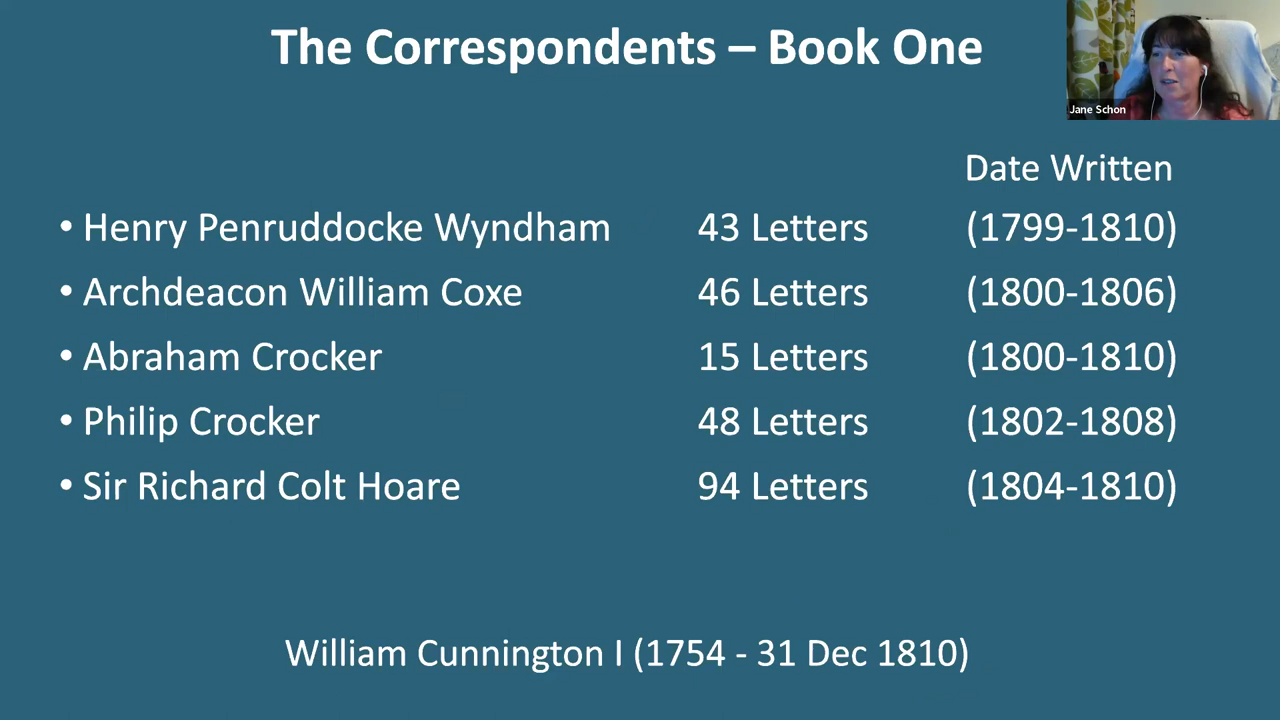 The Correspondents – Book One
Jane Schon
Date Written
• Henry Penruddocke Wyndham 43 Letters (1799-1810)
• Archdeacon William Coxe 46 Letters (1800-1806)
• Abraham Crocker 15 Letters (1800-1810)
• Philip Crocker 48 Letters (1802-1808)
• Sir Richard Colt Hoare 94 Letters (1804-1810)
William Cunnington I (1754 - 31 Dec 1810)